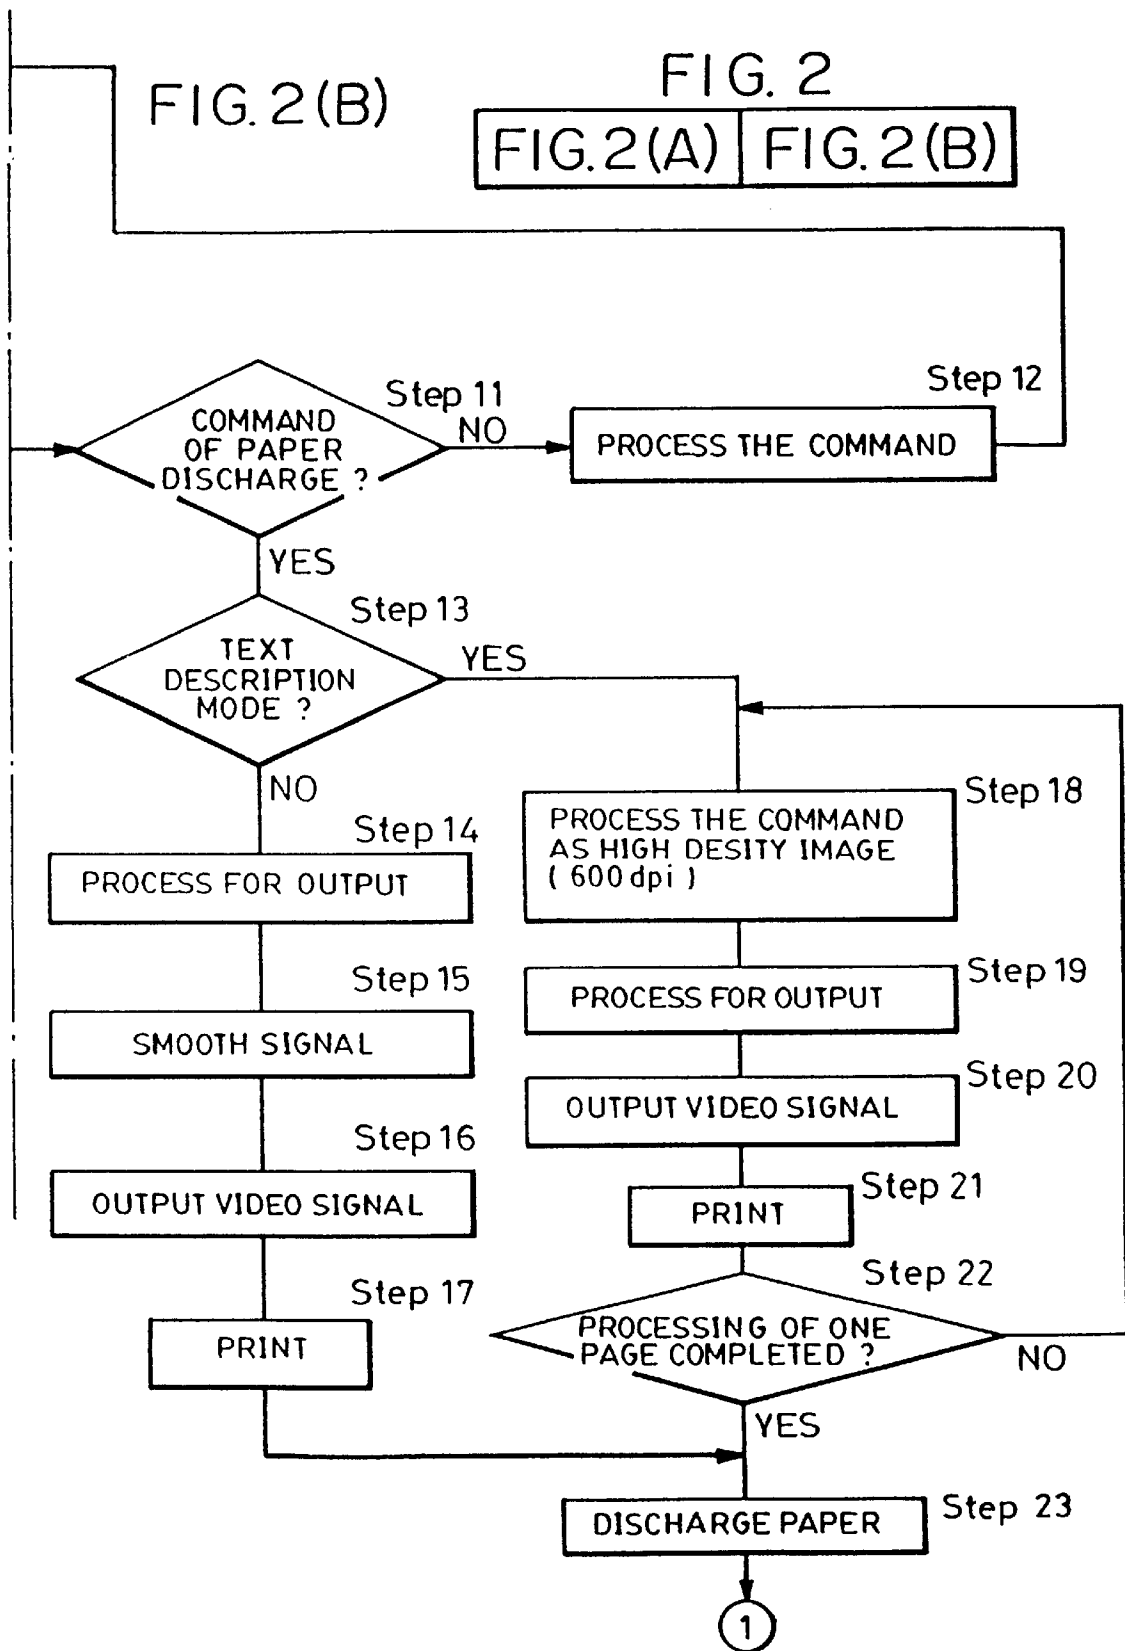 FIG. 2(B)
FIG. 2
FIG. 2(A) FIG. 2(B)
Step 11
COMMAND
OF PAPER
DISCHARGE ?
NO
YES
Step 12
PROCESS THE COMMAND
Step 13
TEXT
DESCRIPTION
MODE ?
YES
NO
Step 14
PROCESS FOR OUTPUT
Step 15
SMOOTH SIGNAL
Step 16
OUTPUT VIDEO SIGNAL
Step 17
PRINT
Step 18
PROCESS THE COMMAND
AS HIGH DESITY IMAGE
( 600 dpi )
Step 19
PROCESS FOR OUTPUT
Step 20
OUTPUT VIDEO SIGNAL
Step 21
PRINT
Step 22
PROCESSING OF ONE
PAGE COMPLETED ?
NO
YES
Step 23
DISCHARGE PAPER
1